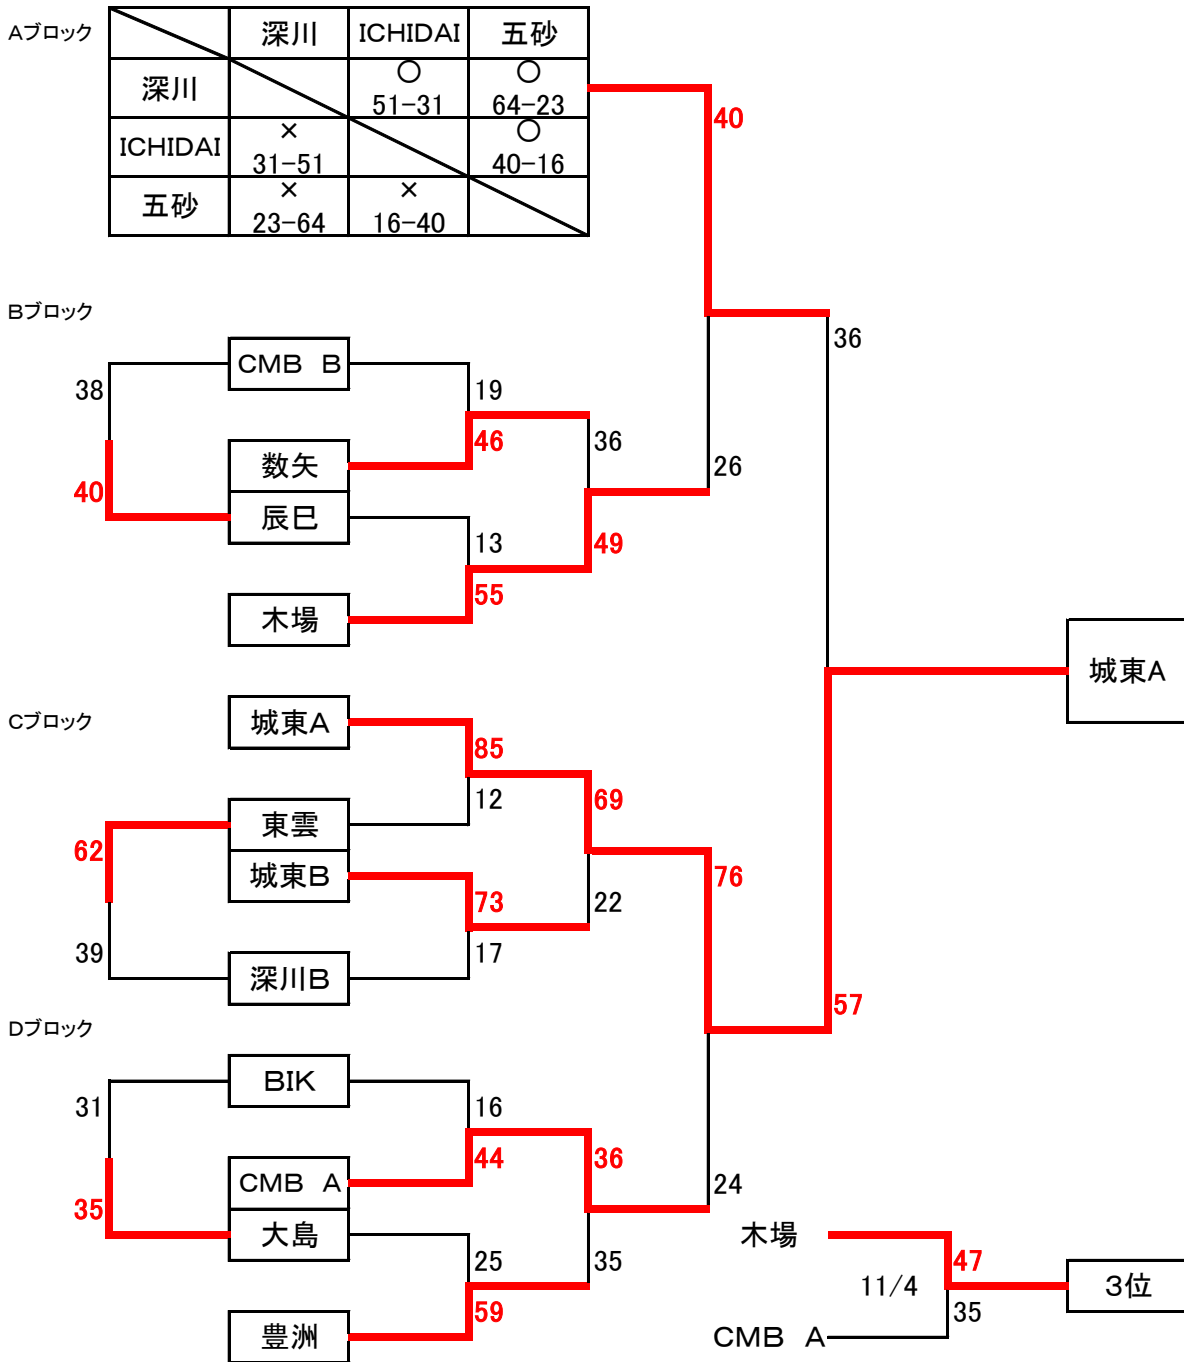 Aブロック
深川 ICHIDAI 五砂
深川 ○ ○
51-31 64-23
ICHIDAI × ○
31-51 40-16
五砂 × ×
23-64 16-40
40
Bブロック
36
CMB B
38 19
36
数矢 46
26
40
辰巳
13 49
55
木場
城東A
Cブロック
城東A
85
12 69
東雲
62
城東B 76
73 22
39 17
深川B
57
Dブロック
BIK
31 16
44 36
CMB A 24
35
大島 木場
25 35 47
11/4 3位
59 35
豊洲 CMB A